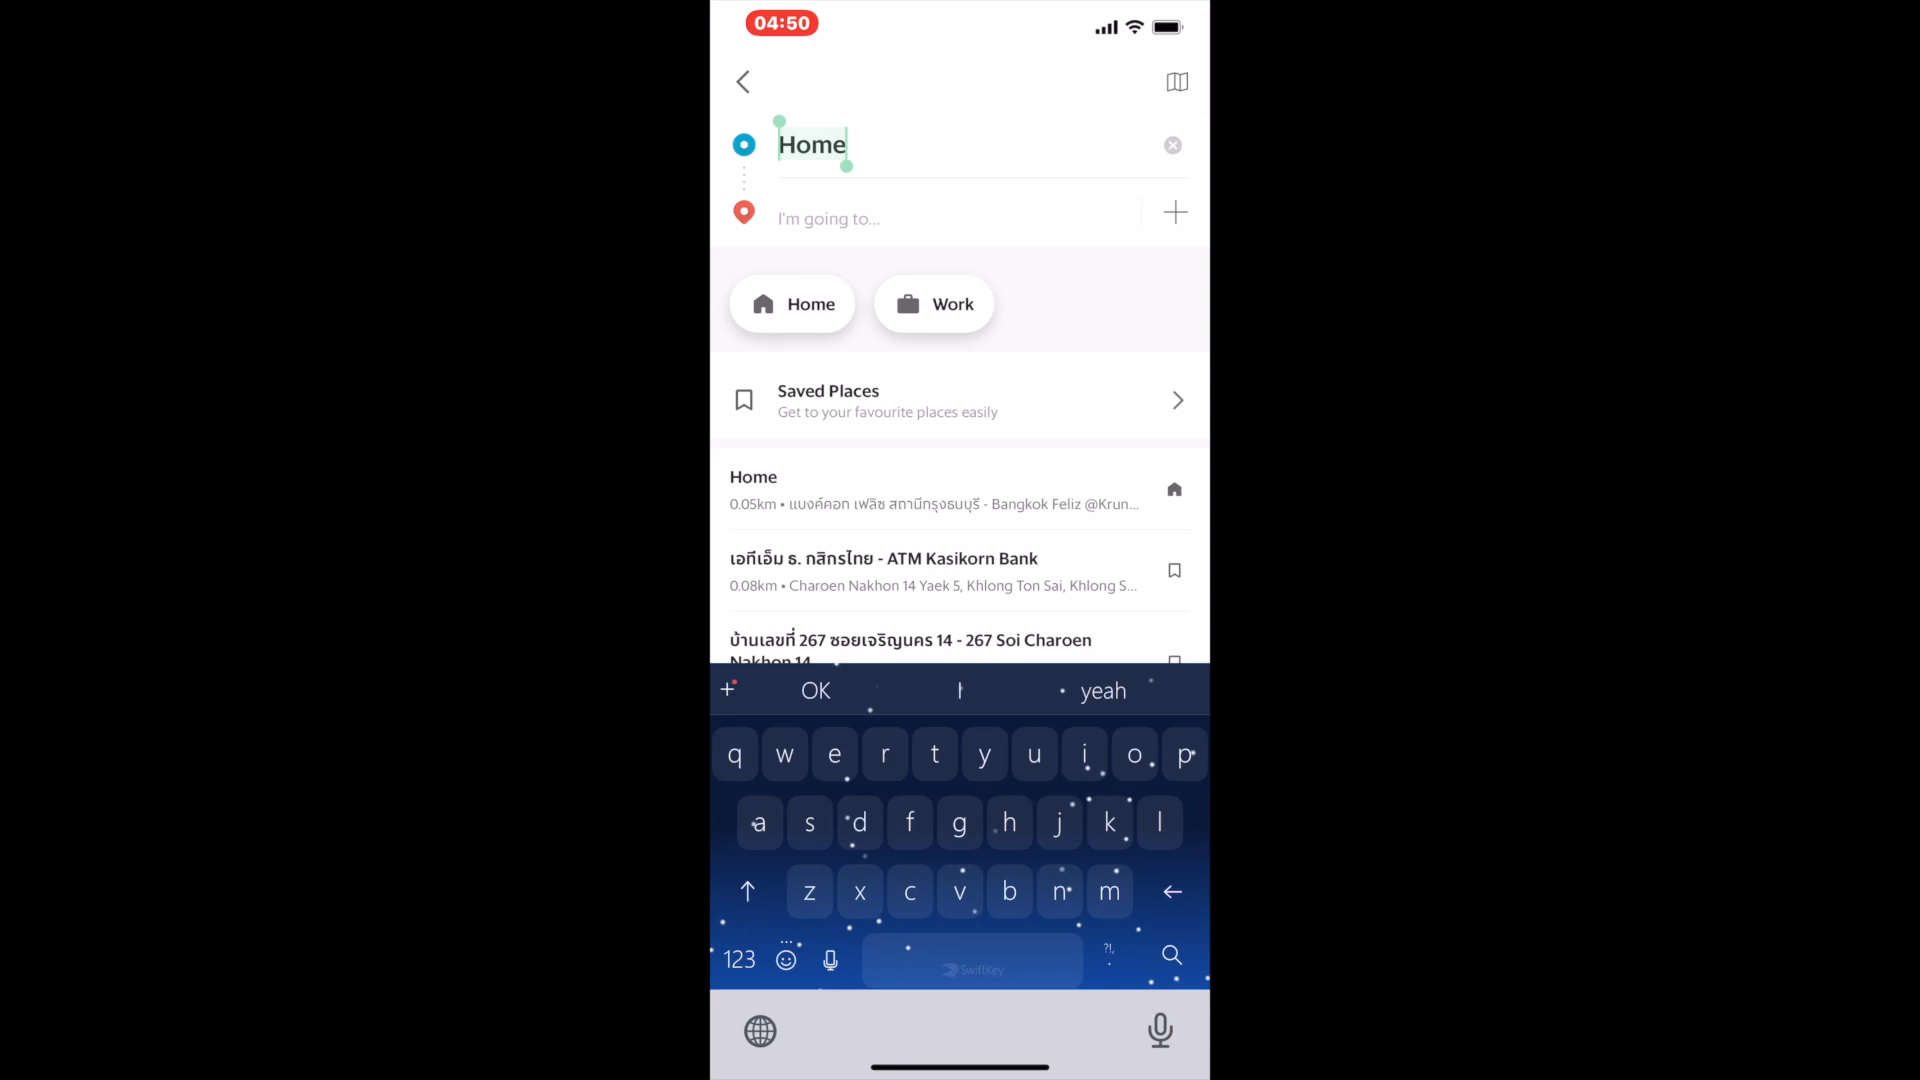 04:50
Home
I'm going to...
Home
Work
Saved Places
Get to your favourite places easily
Home
0.05km • แบงค์คอก เฟลิซ สถานีกรุงธนบุรี - Bangkok Feliz @Krun...
เอทีเอ็ม ธ. กสิกรไทย - ATM Kasikorn Bank
0.08km • Charoen Nakhon 14 Yaek 5, Khlong Ton Sai, Khlong S...
บ้านเลขที่ 267 ซอยเจริญนคร 14 - 267 Soi Charoen
Nakhon 14
OK I yeah
q w e r t y u i o p
a s d f g h j k l
z x c v b n m
123 SwiftKey ?!, .